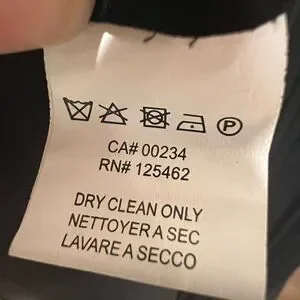 CA# 00234
RN# 125462
DRY CLEAN ONLY
NETTOYER A SEC
LAVARE A SECCO